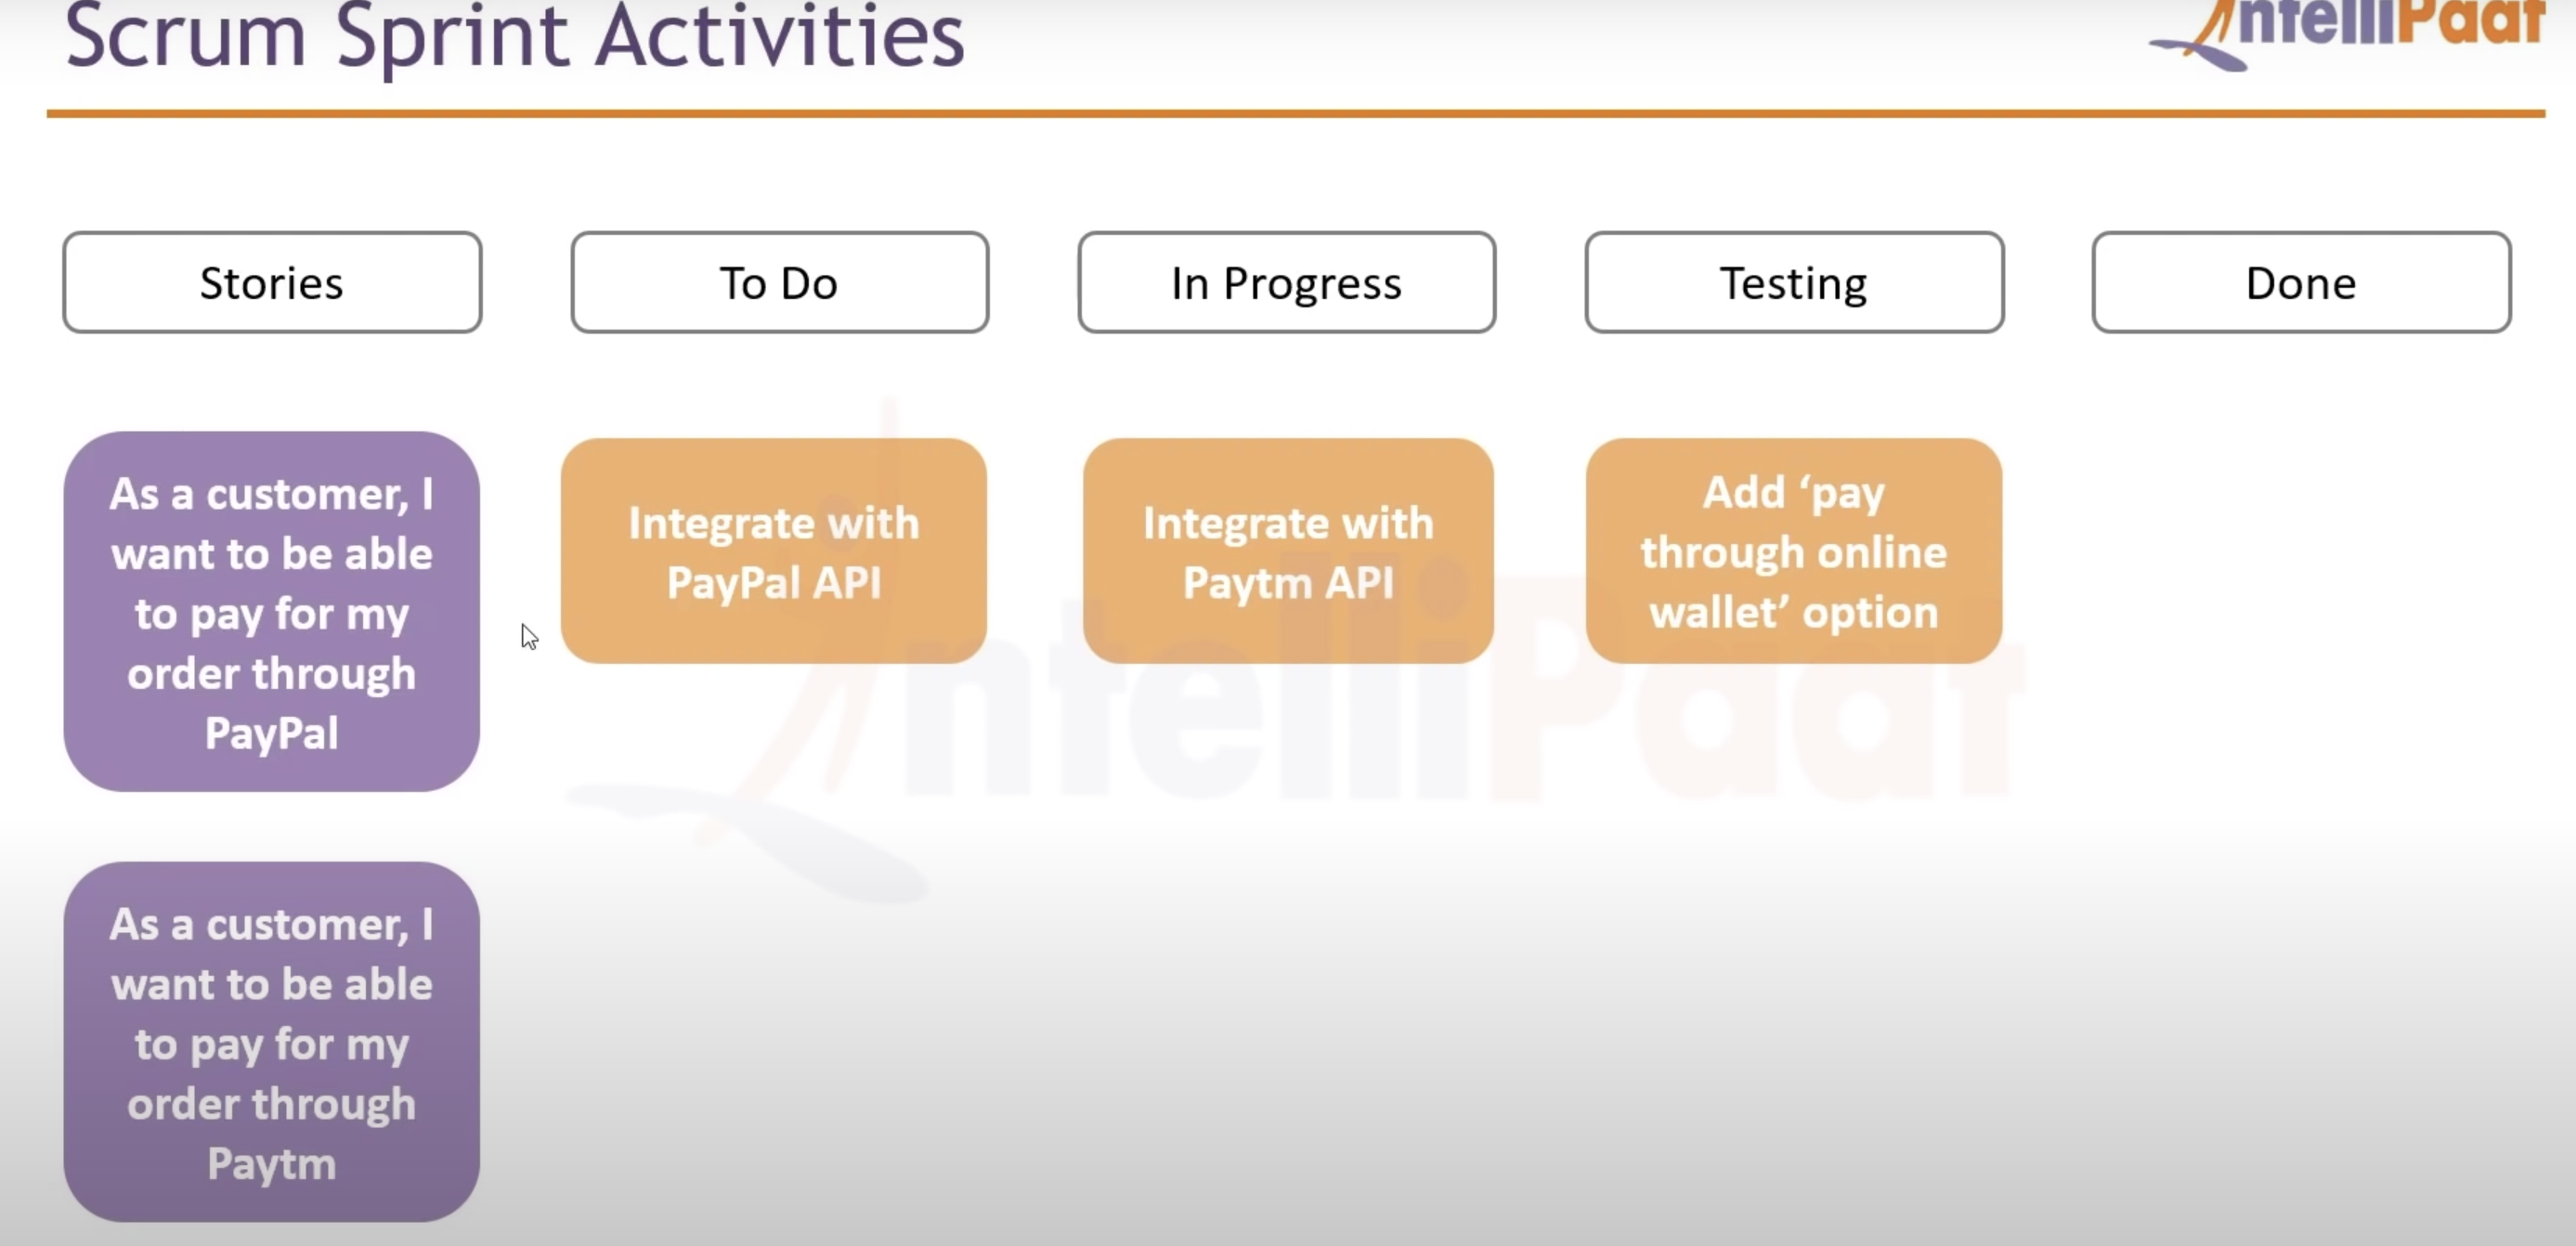 Scrum Sprint Activities
IntelliPaat
Stories
To Do
In Progress
Testing
Done
As a customer, I
want to be able
to pay for my
order through
PayPal
Integrate with
PayPal API
Integrate with
Paytm API
Add ‘pay
through online
wallet’ option
IntelliPaat
As a customer, I
want to be able
to pay for my
order through
Paytm